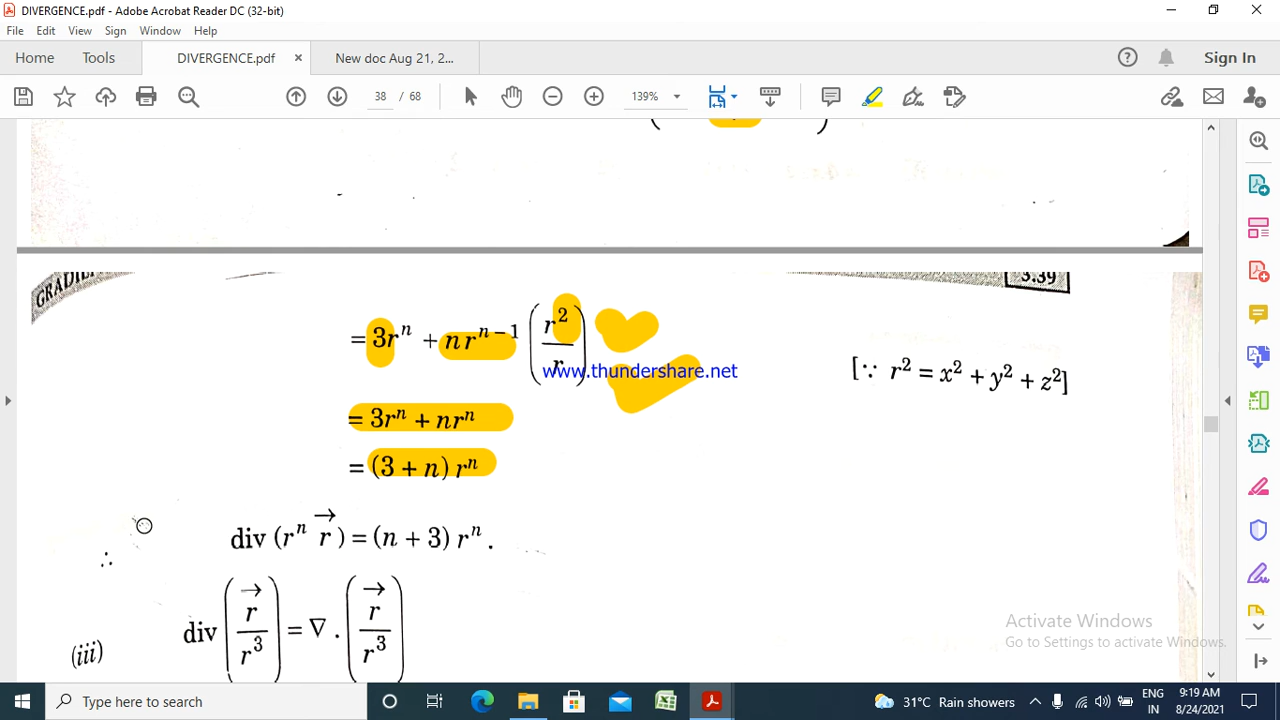 DIVERGENCE.pdf - Adobe Acrobat Reader DC (32-bit)
File Edit View Sign Window Help
Home Tools DIVERGENCE.pdf × New doc Aug 21, 2... Sign In
38 / 68 139%
3.39
= 3rⁿ + n rⁿ⁻¹ (r²/r) [∵ r² = x² + y² + z²]
www.thundershare.net
= 3rⁿ + nrⁿ
= (3 + n) rⁿ
∴ div (rⁿ r⃗) = (n + 3) rⁿ.
(iii) div (r⃗/r³) = ∇ . (r⃗/r³)
Activate Windows
Go to Settings to activate Windows.
Type here to search
31°C Rain showers
ENG
IN
9:19 AM
8/24/2021